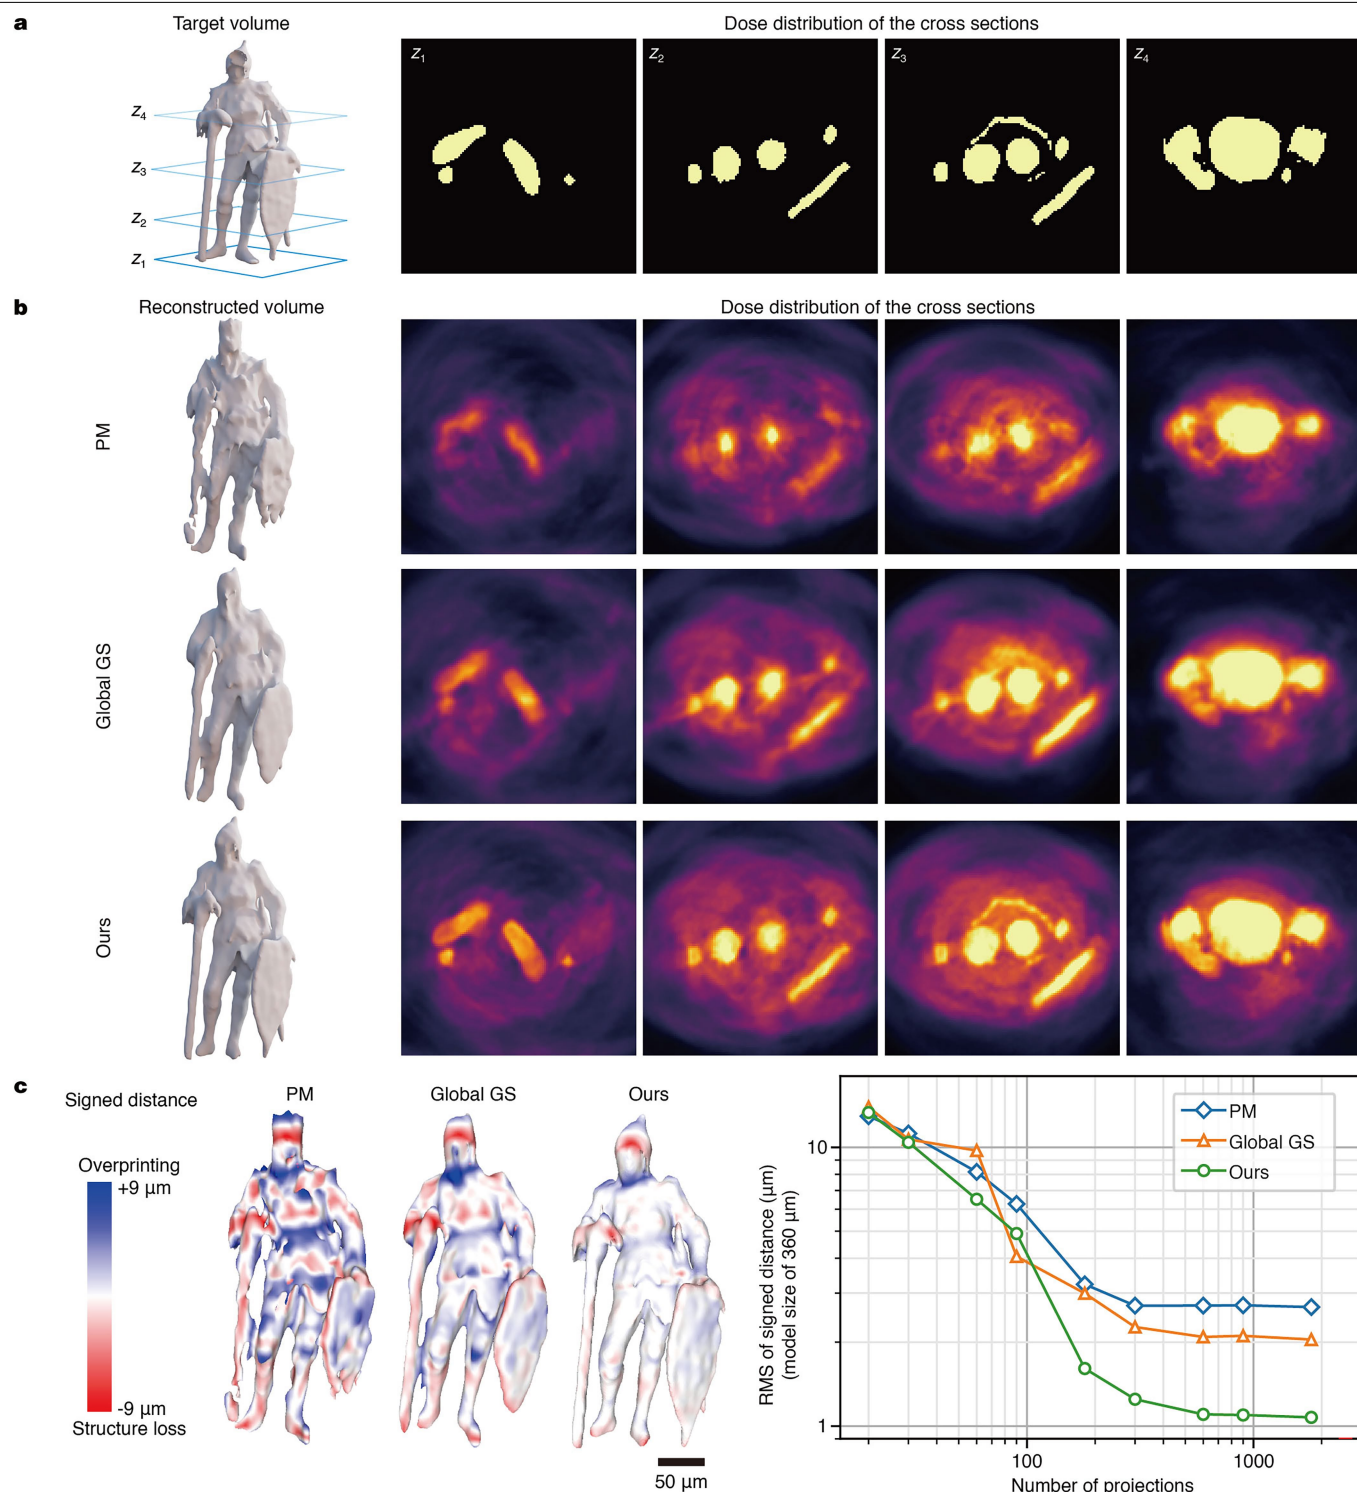 a
Target volume
Dose distribution of the cross sections
Z4
Z3
Z2
Z1
Z1
Z2
Z3
Z4
b
Reconstructed volume
Dose distribution of the cross sections
PM
Global GS
Ours
c
Signed distance
Overprinting
+9 µm
-9 µm
Structure loss
PM
Global GS
Ours
50 µm
RMS of signed distance (µm)
(model size of 360 µm)
10
1
PM
Global GS
Ours
100
1000
Number of projections